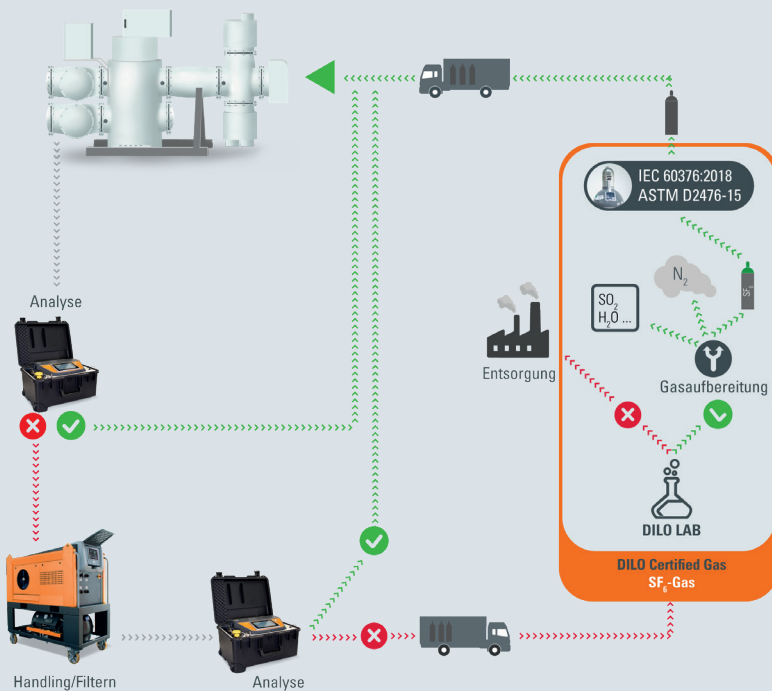 IEC 60376:2018
ASTM D2476-15
N₂
SF₆
SO₂
H₂O ...
Analyse
Entsorgung
Gasaufbereitung
DILO LAB
DILO Certified Gas
SF₆-Gas
Handling/Filtern
Analyse